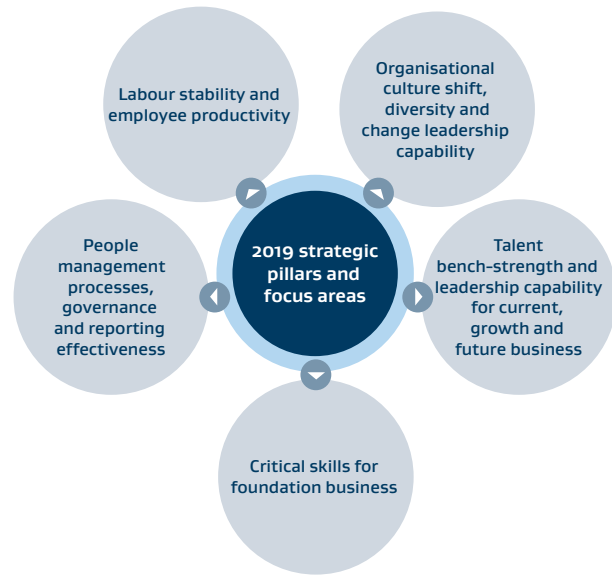 Labour stability and
employee productivity
Organisational
culture shift,
diversity and
change leadership
capability
People
management
processes,
governance
and reporting
effectiveness
2019 strategic
pillars and
focus areas
Talent
bench-strength and
leadership capability
for current,
growth and
future business
Critical skills for
foundation business